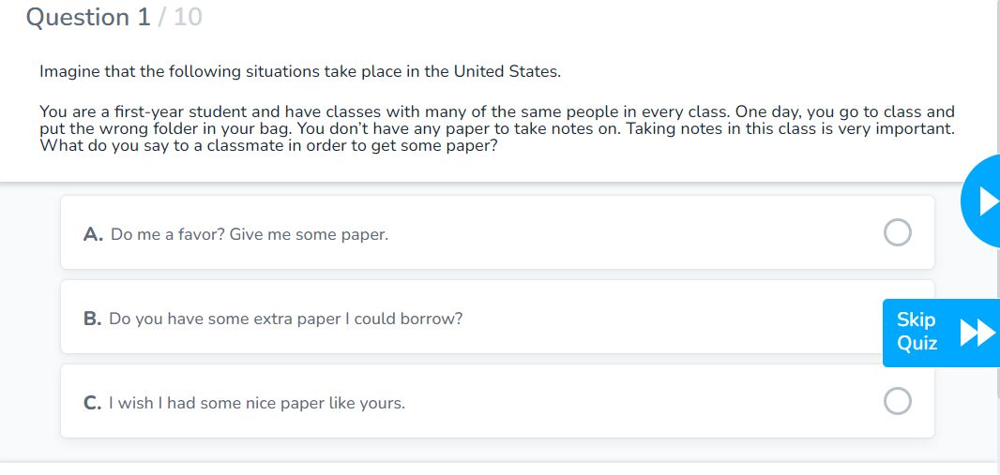 Question 1 / 10
Imagine that the following situations take place in the United States.
You are a first-year student and have classes with many of the same people in every class. One day, you go to class and
put the wrong folder in your bag. You don't have any paper to take notes on. Taking notes in this class is very important.
What do you say to a classmate in order to get some paper?
A. Do me a favor? Give me some paper.
B. Do you have some extra paper I could borrow?
Skip
Quiz
C. I wish I had some nice paper like yours.